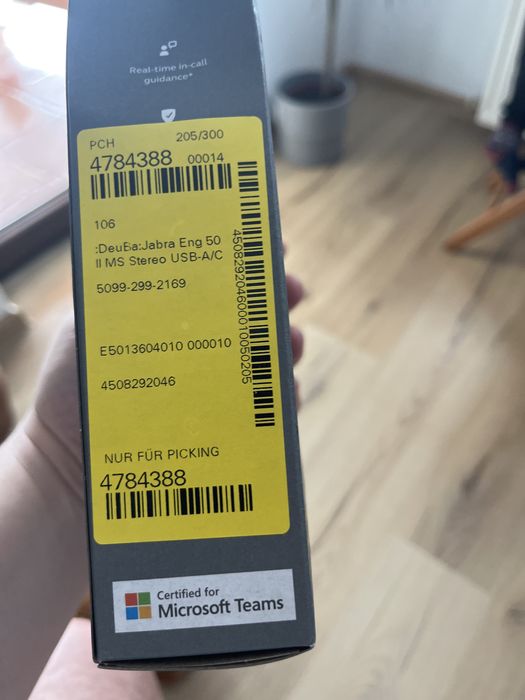 Real-time in-call
guidance*
PCH 205/300
4784388 00014
106
:DeuBa:Jabra Eng 50
II MS Stereo USB-A/C
5099-299-2169
E5013604010 000010
4508292046
450829204600010050205
NUR FÜR PICKING
4784388
Certified for
Microsoft Teams